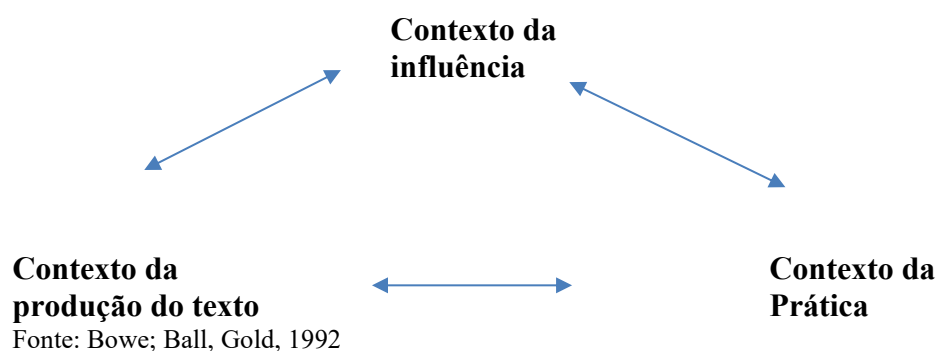 Contexto da
influência
Contexto da
produção do texto
Contexto da
Prática
Fonte: Bowe; Ball, Gold, 1992